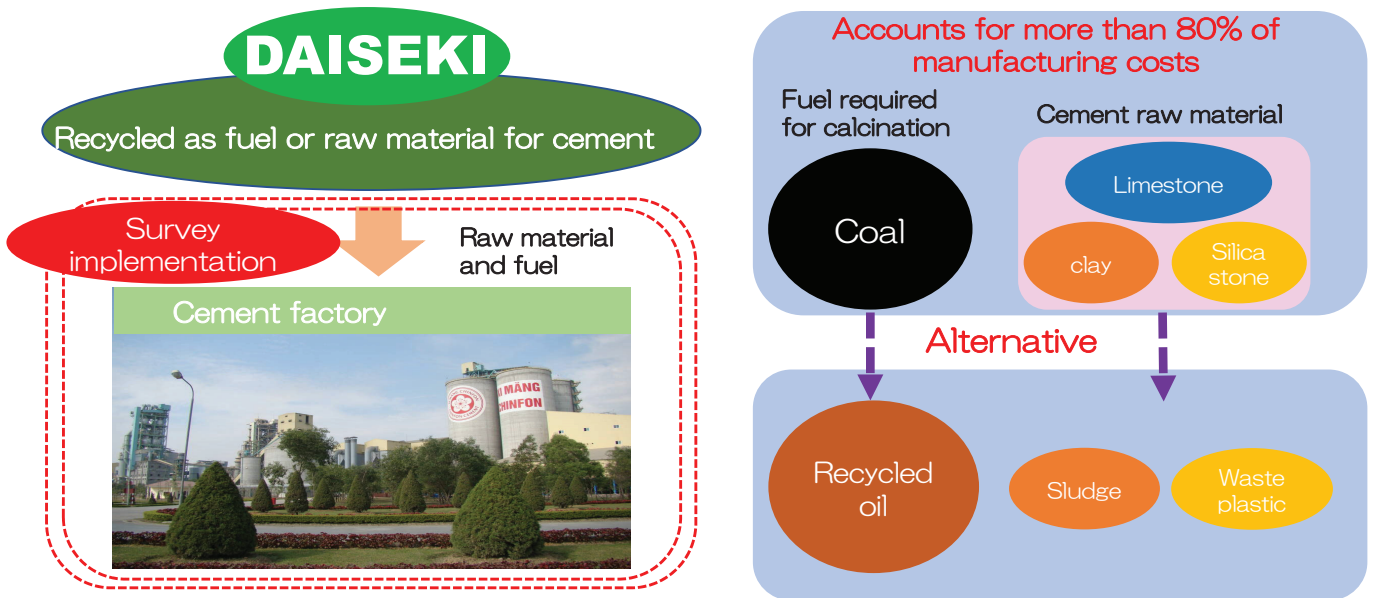 DAISEKI
Recycled as fuel or raw material for cement
Survey
implementation
Raw material
and fuel
Cement factory
MĂNG
CHINFON
Accounts for more than 80% of
manufacturing costs
Fuel required
for calcination
Cement raw material
Coal
Limestone
clay
Silica
stone
Alternative
Recycled
oil
Sludge
Waste
plastic